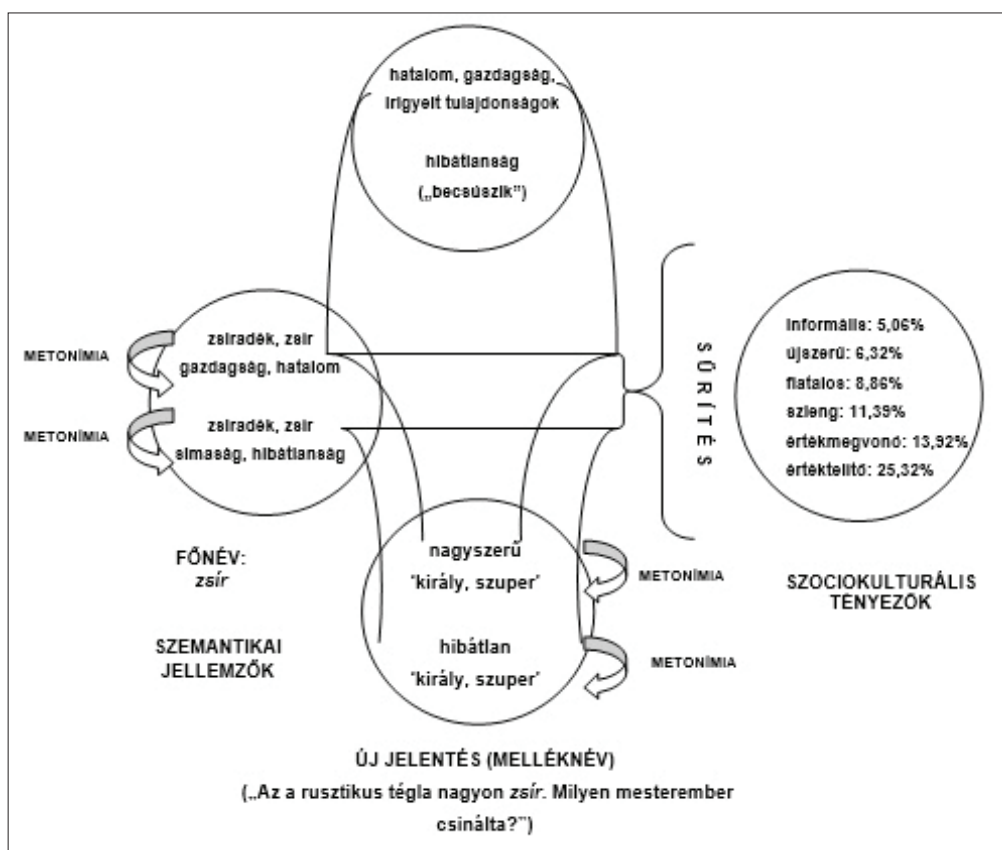 hatalom, gazdagság,
irigyelt tulajdonságok
hibátlanság
(„becsúszik”)
METONÍMIA
zsiradék, zsír
gazdagság, hatalom
METONÍMIA
zsiradék, zsír
simaság, hibátlanság
FŐNÉV:
zsír
SZEMANTIKAI
JELLEMZŐK
SŰRÍTÉS
informális: 5,06%
újszerű: 6,32%
fiatalos: 8,86%
szleng: 11,39%
értékmegvonó: 13,92%
értéktelítő: 25,32%
SZOCIOKULTURÁLIS
TÉNYEZŐK
nagyszerű
'király, szuper'
METONÍMIA
hibátlan
'király, szuper'
METONÍMIA
ÚJ JELENTÉS (MELLÉKNÉV)
(„Az a rusztikus tégla nagyon zsír. Milyen mesterember
csinálta?”)